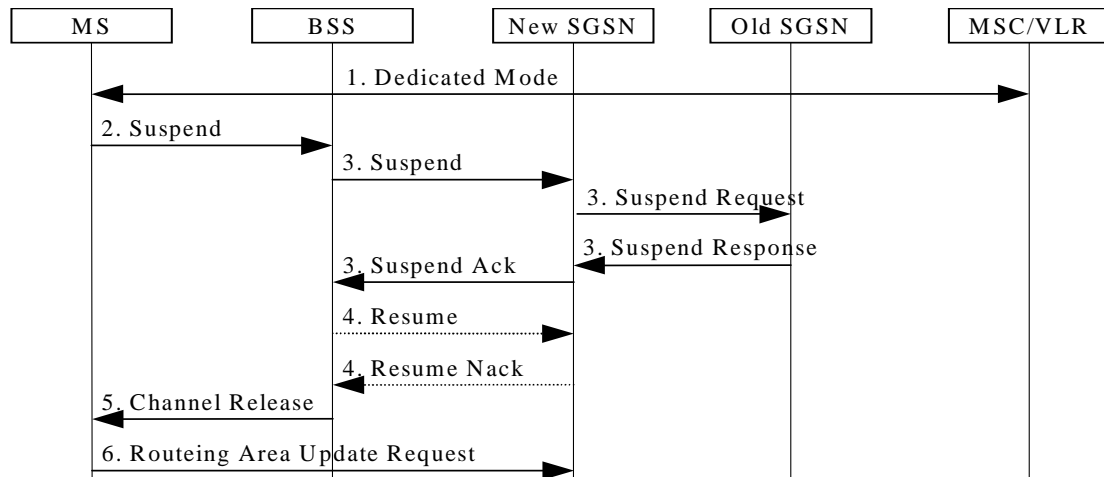 MS
BSS
New SGSN
Old SGSN
MSC/VLR
1. Dedicated Mode
2. Suspend
3. Suspend
3. Suspend Request
3. Suspend Response
3. Suspend Ack
4. Resume
4. Resume Nack
5. Channel Release
6. Routeing Area Update Request